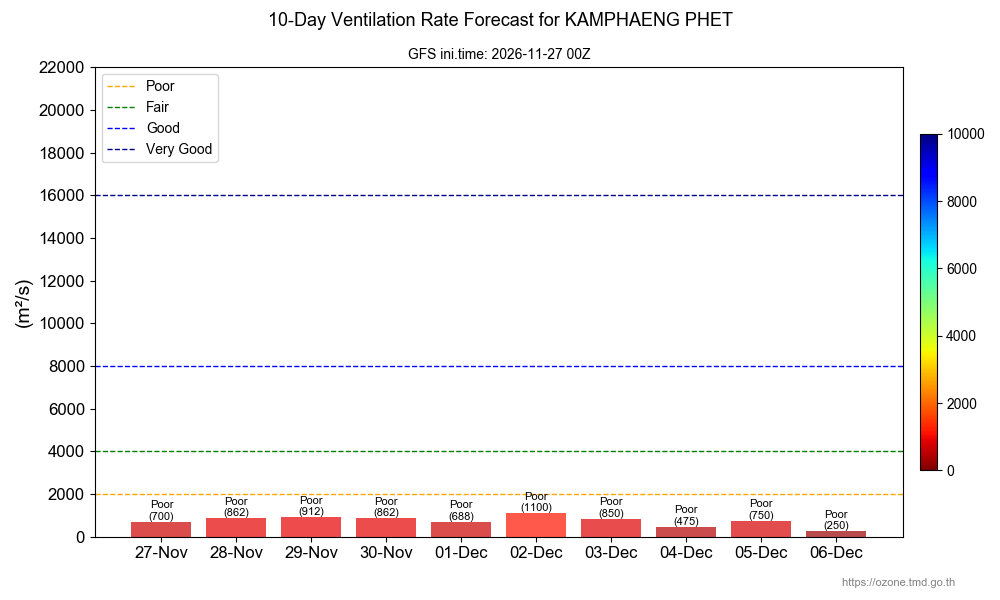 10-Day Ventilation Rate Forecast for KAMPHAENG PHET
GFS ini.time: 2026-11-27 00Z
(m²/s)
22000
20000
18000
16000
14000
12000
10000
8000
6000
4000
2000
0
Poor
Fair
Good
Very Good
Poor
(700)
Poor
(862)
Poor
(912)
Poor
(862)
Poor
(688)
Poor
(1100)
Poor
(850)
Poor
(475)
Poor
(750)
Poor
(250)
27-Nov 28-Nov 29-Nov 30-Nov 01-Dec 02-Dec 03-Dec 04-Dec 05-Dec 06-Dec
10000
8000
6000
4000
2000
0
https://ozone.tmd.go.th